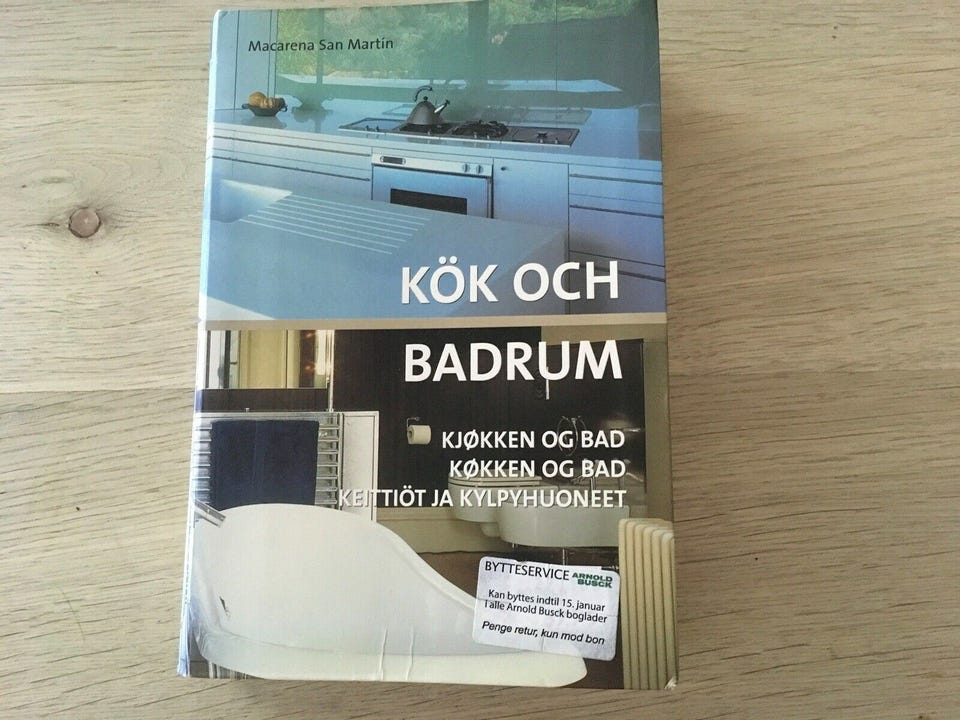 Macarena San Martín
KÖK OCH
BADRUM
KJØKKEN OG BAD
KØKKEN OG BAD
KEITTIÖT JA KYLPYHUONEET
BYTTESERVICE ARNOLD BUSCK
Kan byttes indtil 15. januar
I alle Arnold Busck boglader
Penge retur, kun mod bon